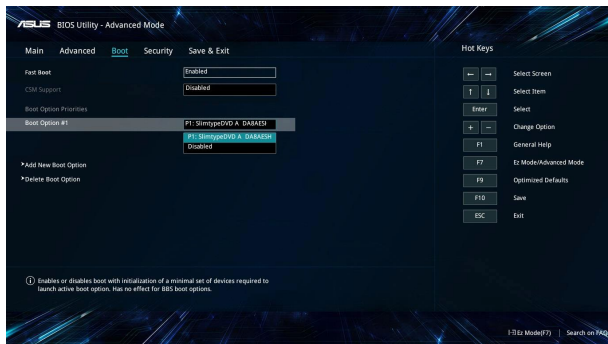 ASUS BIOS Utility - Advanced Mode
Main Advanced Boot Security Save & Exit
Hot Keys
Fast Boot Enabled
CSM Support Disabled
Boot Option Priorities
Boot Option #1 P1: SlimtypeDVD A DA8AESH
P1: SlimtypeDVD A DA8AESH
Disabled
Add New Boot Option
Delete Boot Option
← → Select Screen
↑ ↓ Select Item
Enter Select
+ − Change Option
F1 General Help
F7 Ez Mode/Advanced Mode
F9 Optimized Defaults
F10 Save
ESC Exit
Enables or disables boot with initialization of a minimal set of devices required to
launch active boot option. Has no effect for BBS boot options.
Ez Mode(F7) | Search on FAQ